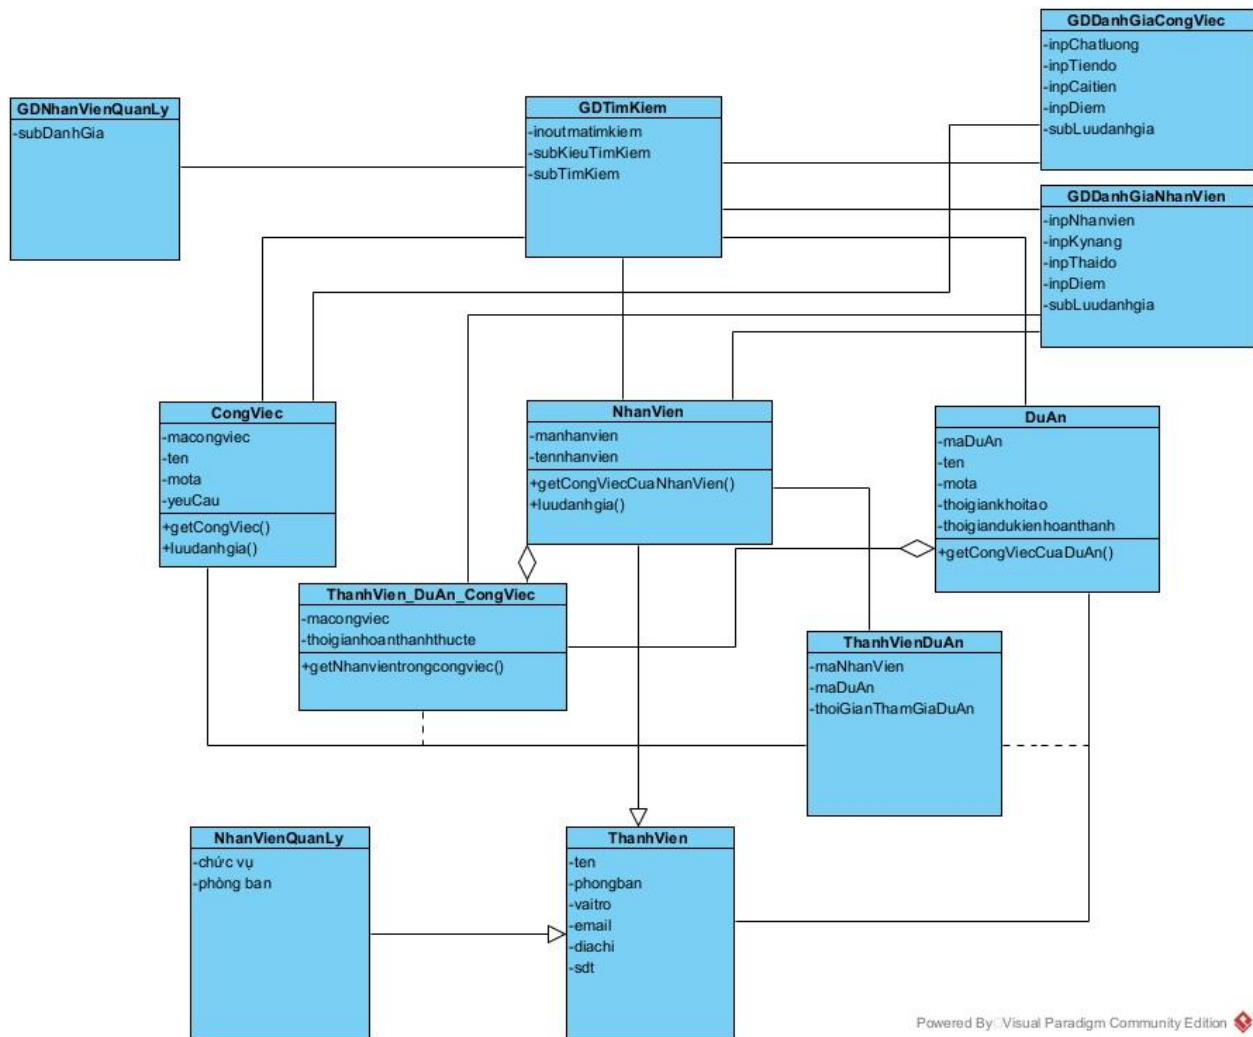 GDDanhGiaCongViec
-inpChatluong
-inpTiendo
-inpCaitien
-inpDiem
-subLuudanhgia
GDNhanVienQuanLy
-subDanhGia
GDTimKiem
-inoutmatimkiem
-subKieuTimKiem
-subTimKiem
GDDanhGiaNhanVien
-inpNhanvien
-inpKynang
-inpThaido
-inpDiem
-subLuudanhgia
CongViec
-macongviec
-ten
-mota
-yeuCau
+getCongViec()
+luudanhgia()
NhanVien
-manhanvien
-tennhanvien
+getCongViecCuaNhanVien()
+luudanhgia()
DuAn
-maDuAn
-ten
-mota
-thoigiankhoitao
-thoigiandukienhoanthanh
+getCongViecCuaDuAn()
ThanhVien_DuAn_CongViec
-macongviec
-thoigianhoanthanhthucte
+getNhanvientrongcongviec()
ThanhVienDuAn
-maNhanVien
-maDuAn
-thoiGianThamGiaDuAn
NhanVienQuanLy
-chức vụ
-phòng ban
ThanhVien
-ten
-phongban
-vaitro
-email
-diachi
-sdt
Powered By Visual Paradigm Community Edition